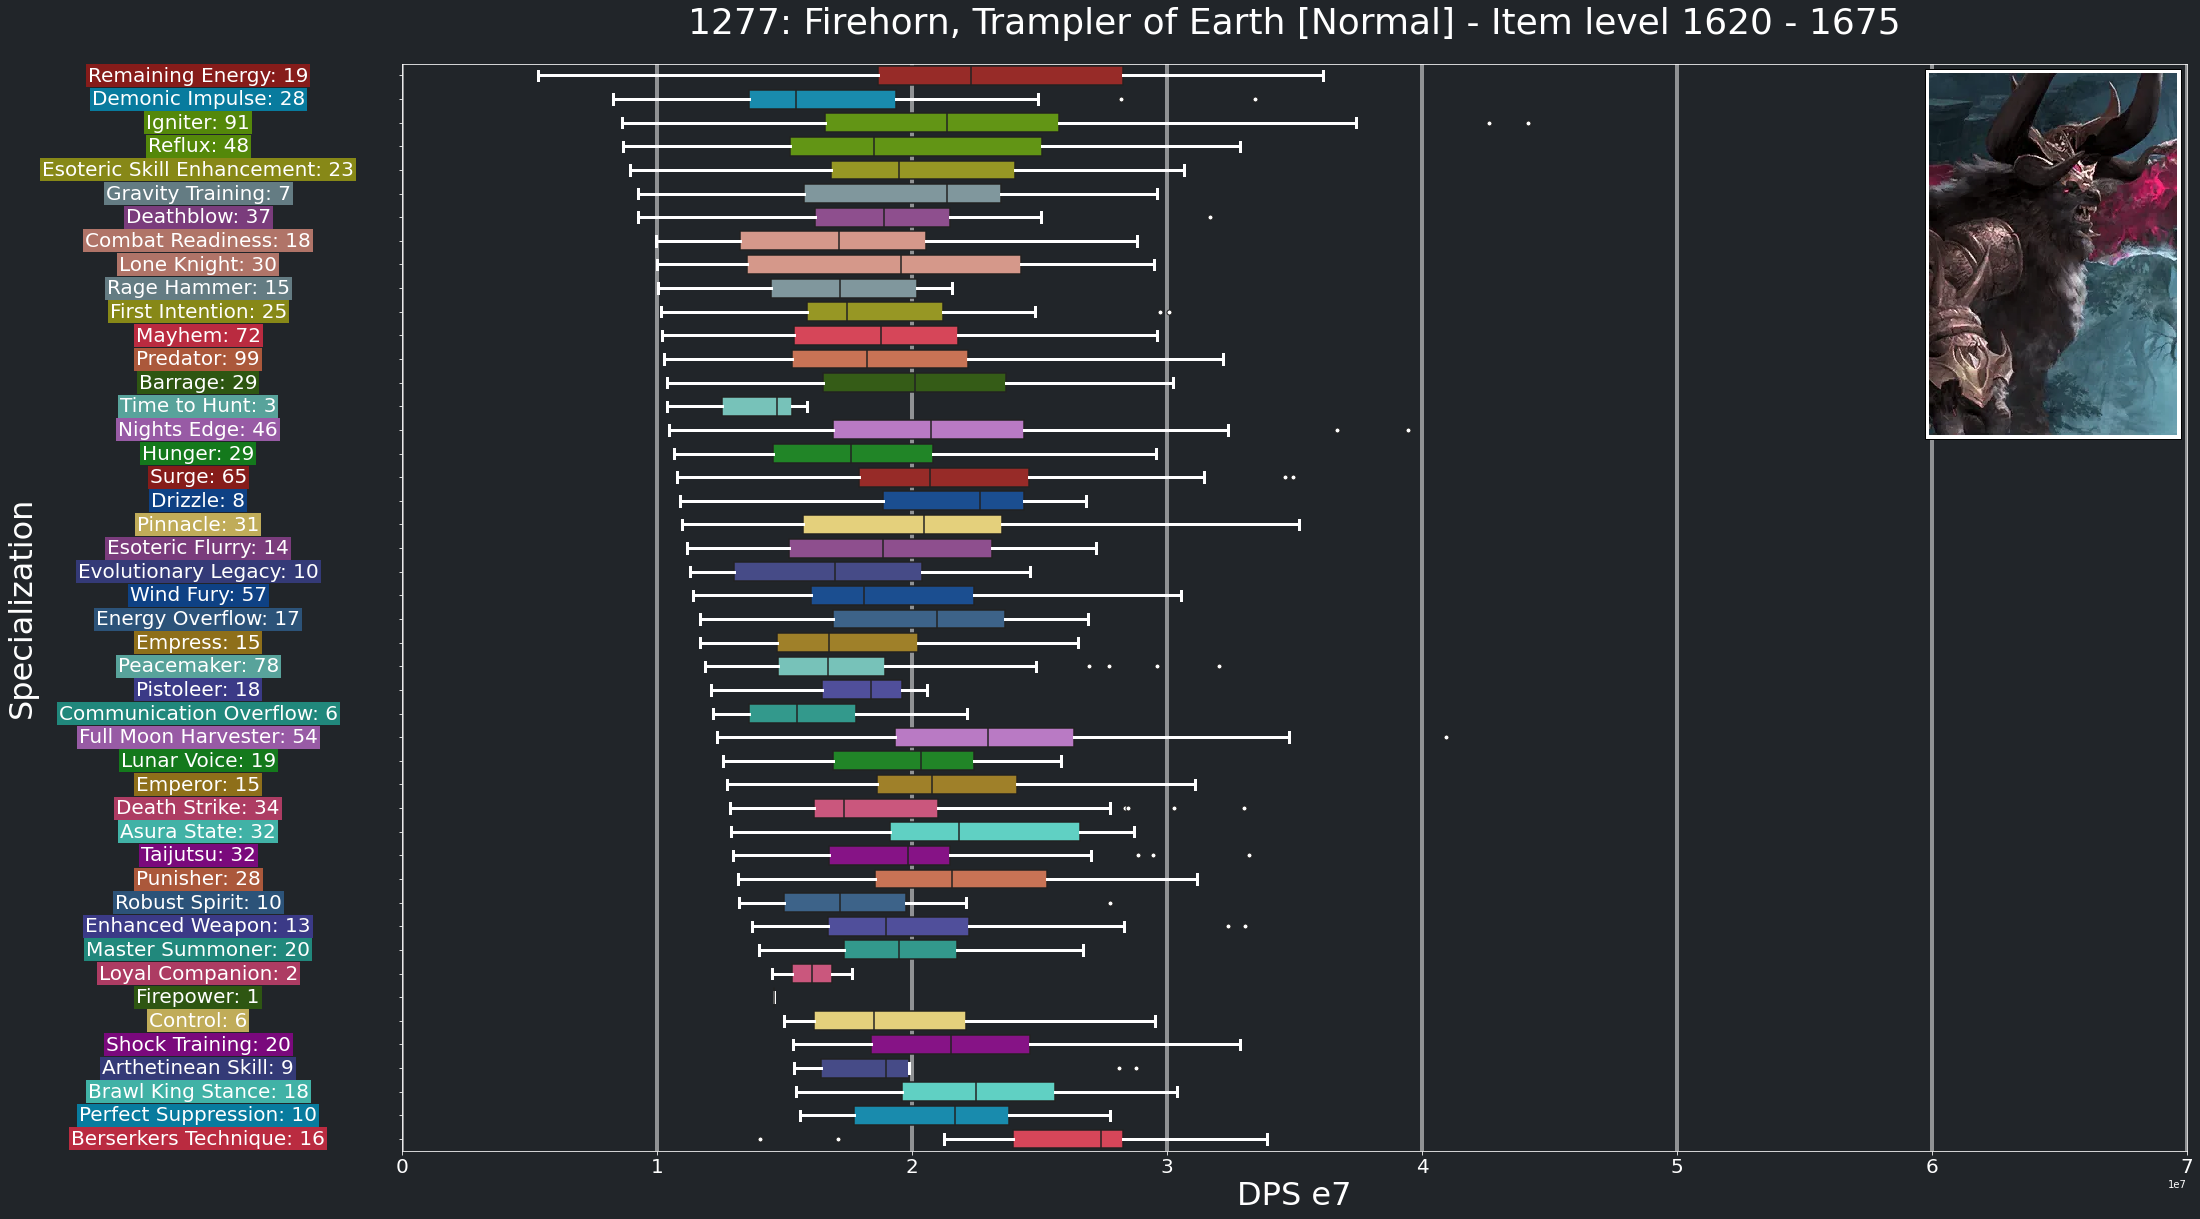 1277: Firehorn, Trampler of Earth [Normal] - Item level 1620 - 1675
Specialization
Remaining Energy: 19
Demonic Impulse: 28
Igniter: 91
Reflux: 48
Esoteric Skill Enhancement: 23
Gravity Training: 7
Deathblow: 37
Combat Readiness: 18
Lone Knight: 30
Rage Hammer: 15
First Intention: 25
Mayhem: 72
Predator: 99
Barrage: 29
Time to Hunt: 3
Nights Edge: 46
Hunger: 29
Surge: 65
Drizzle: 8
Pinnacle: 31
Esoteric Flurry: 14
Evolutionary Legacy: 10
Wind Fury: 57
Energy Overflow: 17
Empress: 15
Peacemaker: 78
Pistoleer: 18
Communication Overflow: 6
Full Moon Harvester: 54
Lunar Voice: 19
Emperor: 15
Death Strike: 34
Asura State: 32
Taijutsu: 32
Punisher: 28
Robust Spirit: 10
Enhanced Weapon: 13
Master Summoner: 20
Loyal Companion: 2
Firepower: 1
Control: 6
Shock Training: 20
Arthetinean Skill: 9
Brawl King Stance: 18
Perfect Suppression: 10
Berserkers Technique: 16
0 1 2 3 4 5 6 7
1e7
DPS e7